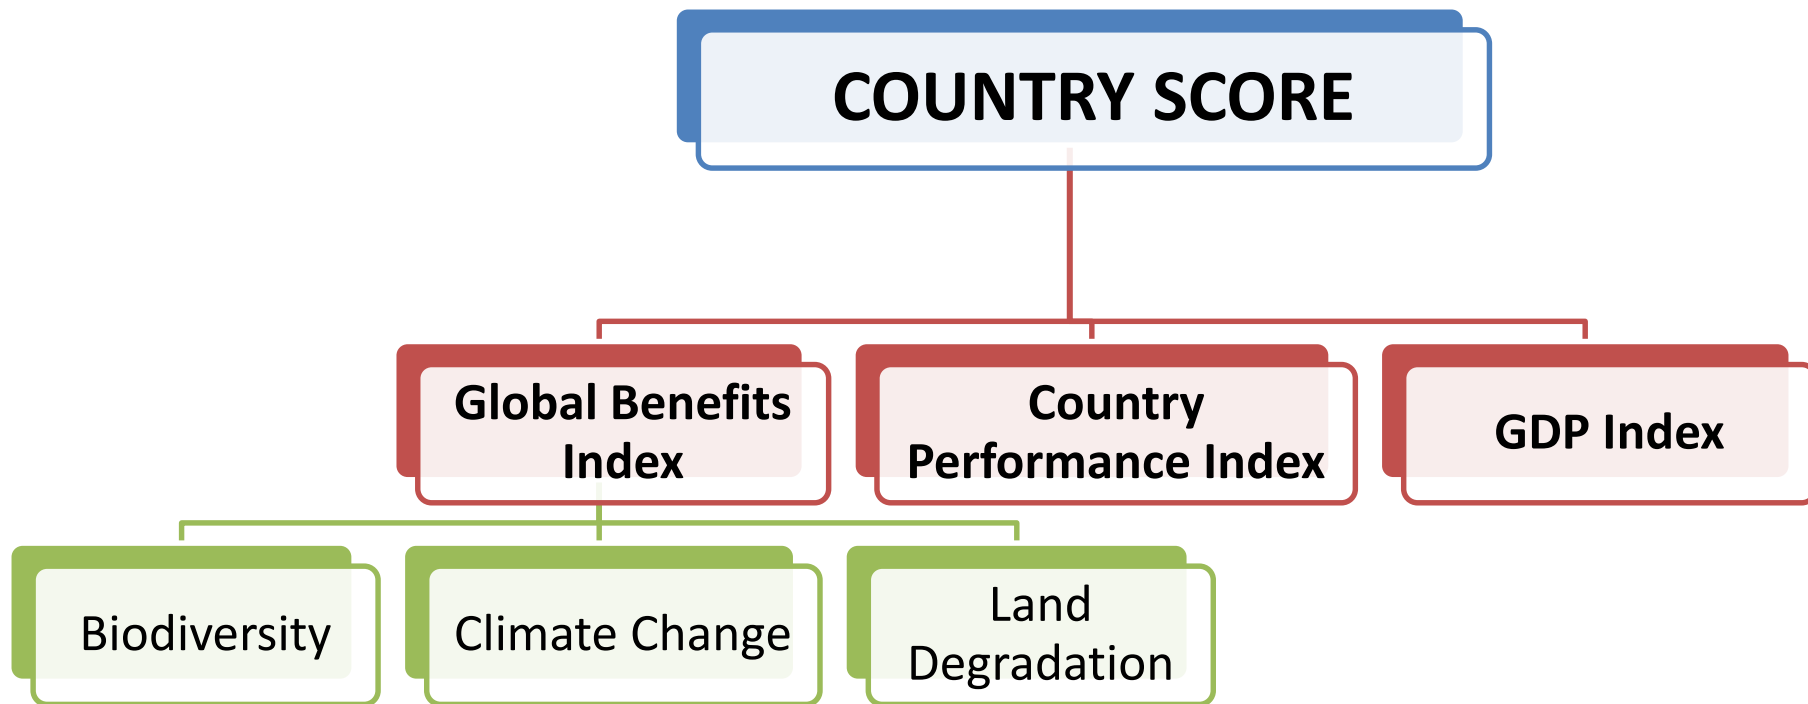 COUNTRY SCORE
Global Benefits
Index
Country
Performance Index
GDP Index
Biodiversity
Climate Change
Land
Degradation